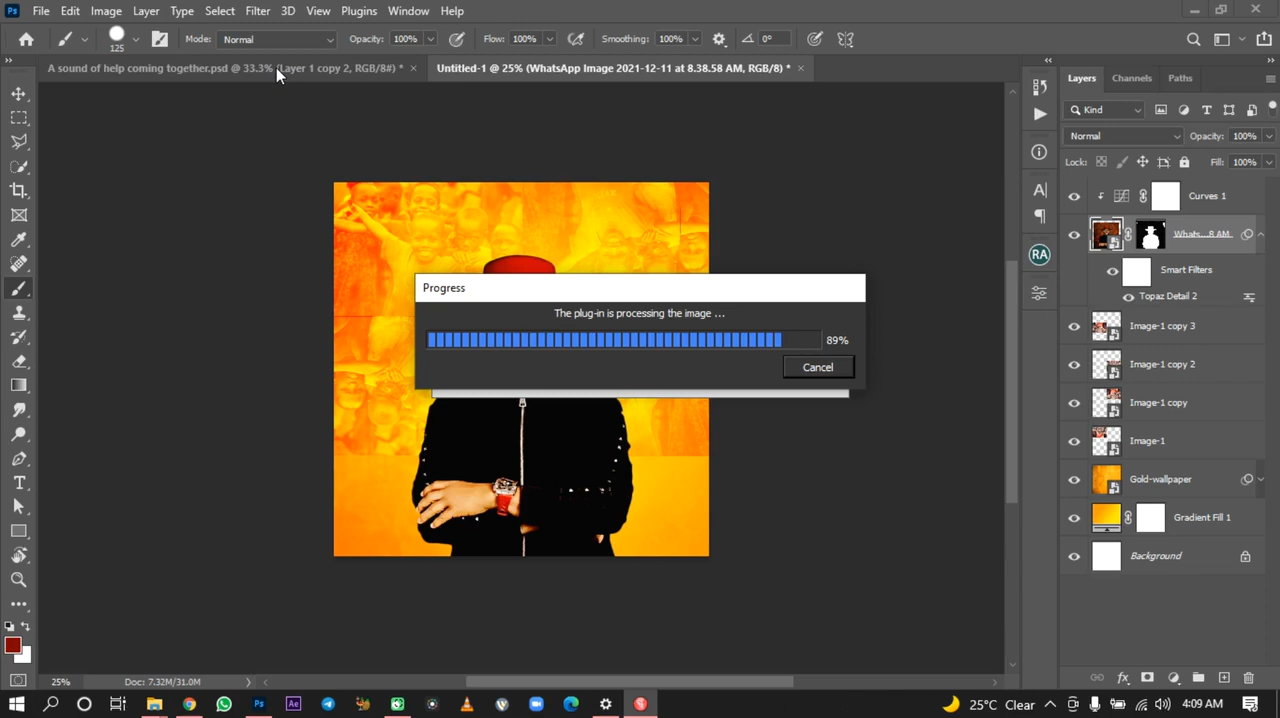 Ps File Edit Image Layer Type Select Filter 3D View Plugins Window Help
125 Mode: Normal Opacity: 100% Flow: 100% Smoothing: 100% 0°
A sound of help coming together.psd @ 33.3% (Layer 1 copy 2, RGB/8#) * Untitled-1 @ 25% (WhatsApp Image 2021-12-11 at 8.38.58 AM, RGB/8) *
Layers Channels Paths
Kind
Normal Opacity: 100%
Lock: Fill: 100%
Curves 1
Whats...8 AM
Smart Filters
Topaz Detail 2
Image-1 copy 3
Image-1 copy 2
Image-1 copy
Image-1
Gold-wallpaper
Gradient Fill 1
Background
RA
Progress
The plug-in is processing the image ...
89%
Cancel
25% Doc: 7.32M/31.0M
Ps Ae 25°C Clear 4:09 AM